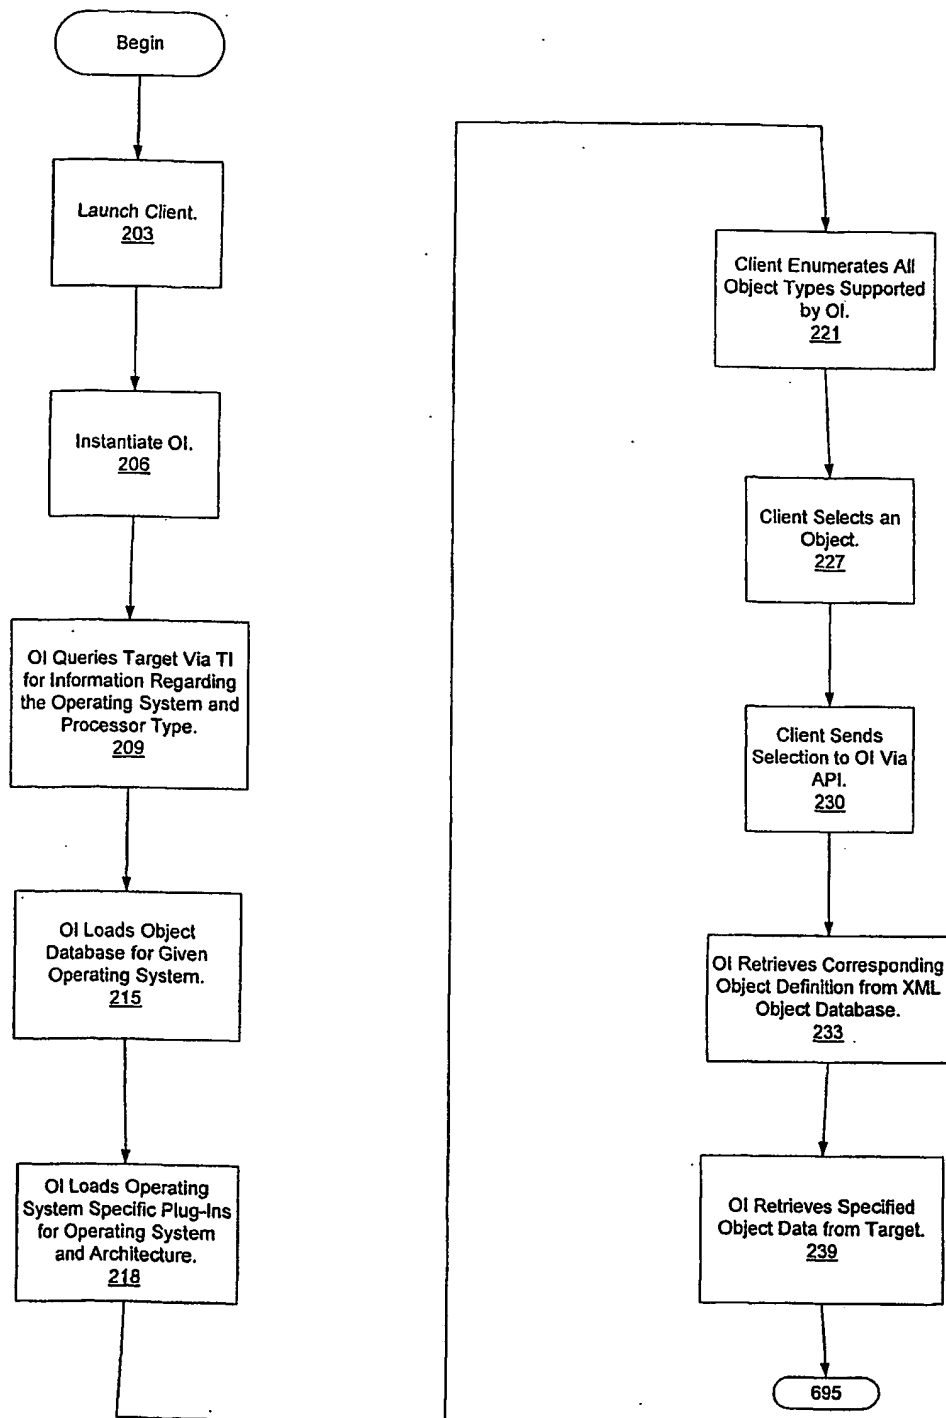 Begin
Launch Client.
203
Instantiate OI.
206
OI Queries Target Via TI
for Information Regarding
the Operating System and
Processor Type.
209
OI Loads Object
Database for Given
Operating System.
215
OI Loads Operating
System Specific Plug-Ins
for Operating System
and Architecture.
218
Client Enumerates All
Object Types Supported
by OI.
221
Client Selects an
Object.
227
Client Sends
Selection to OI Via
API.
230
OI Retrieves Corresponding
Object Definition from XML
Object Database.
233
OI Retrieves Specified
Object Data from Target.
239
695